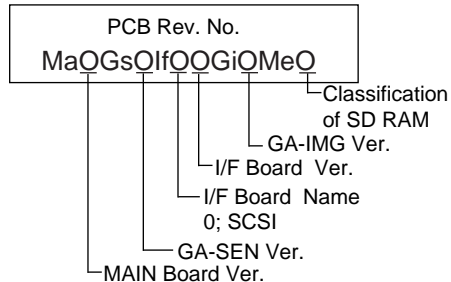 PCB Rev. No.
MaOGsOIfOOGiOMeO
Classification
of SD RAM
GA-IMG Ver.
I/F Board Ver.
I/F Board Name
0; SCSI
GA-SEN Ver.
MAIN Board Ver.